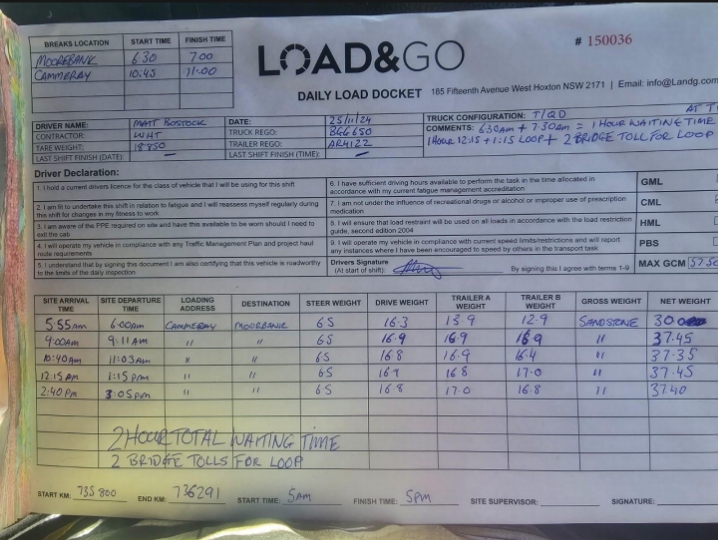 BREAKS LOCATION START TIME FINISH TIME
MOOREBANK 6 30 7 00
CAMMERAY 10.45 11.00
LOAD&GO
# 150036
DAILY LOAD DOCKET 185 Fifteenth Avenue West Hoxton NSW 2171 | Email: info@Landg.com
DRIVER NAME: MATT BOSTOCK DATE: 25/11/24 TRUCK CONFIGURATION: T/QD AT
CONTRACTOR: WHT TRUCK REGO: COMMENTS: 6 30am + 7.30am = 1 HOUR WAITING TIME
TARE WEIGHT: 18850 TRAILER REGO: 1 HOUR 12:15 + 1:15 LOOP + 2 BRIDGE TOLL FOR LOOP
LAST SHIFT FINISH (DATE): – LAST SHIFT FINISH (TIME): –
Driver Declaration:
1. I hold a current drivers licence for the class of vehicle that I will be using for this shift
2. I am fit to undertake this shift in relation to fatigue and I will reassess myself regularly during this shift for changes in my fitness to work
3. I am aware of the PPE required on site and have this available to be worn should I need to exit the cab
4. I will operate my vehicle in compliance with any Traffic Management Plan and project haul route requirements
5. I understand that by signing this document I am also certifying that this vehicle is roadworthy to the limits of the daily inspection
6. I have sufficient driving hours available to perform the task in the time allocated in accordance with my current fatigue management accreditation
7. I am not under the influence of recreational drugs or alcohol or improper use of prescription medication
8. I will ensure that load restraint will be used on all loads in accordance with the load restriction guide, second edition 2004
9. I will operate my vehicle in compliance with current speed limits/restrictions and will report any instances where I have been encouraged to speed by others in the transport task
Drivers Signature
(At start of shift): By signing this I agree with terms 1-9
GML
CML
HML
PBS
MAX GCM 57.50
SITE ARRIVAL TIME SITE DEPARTURE TIME LOADING ADDRESS DESTINATION STEER WEIGHT DRIVE WEIGHT TRAILER A WEIGHT TRAILER B WEIGHT GROSS WEIGHT NET WEIGHT
5:55am 6:00am CAMMERAY MOOREBANK 6 5 16.3 13 9 12.9 SANDSTONE 30
9:00AM 9:11AM " " 6 5 16.9 16.9 16 9 " 37.45
10:40Am 11:03AM " " 6 5 16 8 16.9 16.4 " 37.35
12:15 AM 1:15 Pm " " 6 5 16 9 16 8 17.0 " 37.45
2:40 Pm 3:05pm " " 6 5 16 8 17.0 16.8 " 37.40
2 HOUR TOTAL WAITING TIME
2 BRIDGE TOLLS FOR LOOP
START KM: 735 800 END KM: 736291 START TIME: 5am FINISH TIME: 5pm SITE SUPERVISOR: SIGNATURE: